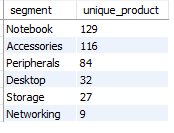 segment unique_product
Notebook 129
Accessories 116
Peripherals 84
Desktop 32
Storage 27
Networking 9